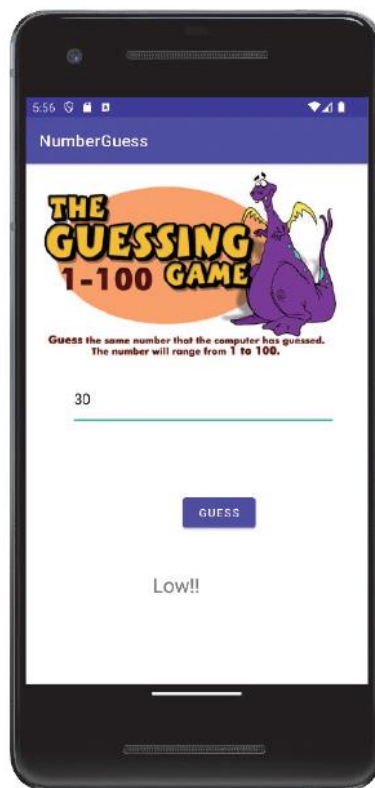 5:56
NumberGuess
THE
GUESSING
1-100 GAME
Guess the same number that the computer has guessed.
The number will range from 1 to 100.
30
GUESS
Low!!